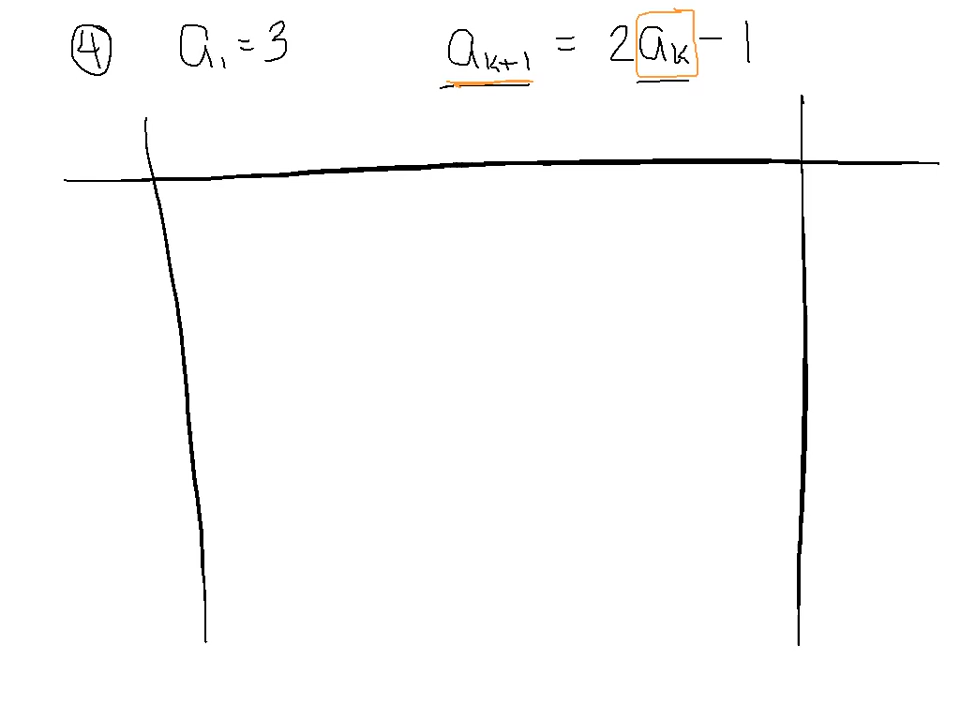 ④ a₁ = 3 aₖ₊₁ = 2aₖ - 1